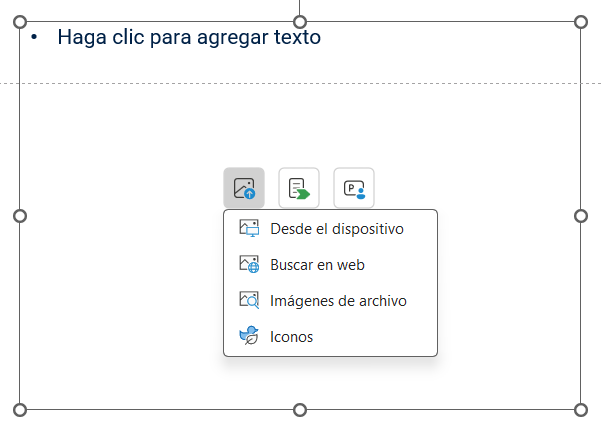 • Haga clic para agregar texto
P
Desde el dispositivo
Buscar en web
Imágenes de archivo
Iconos